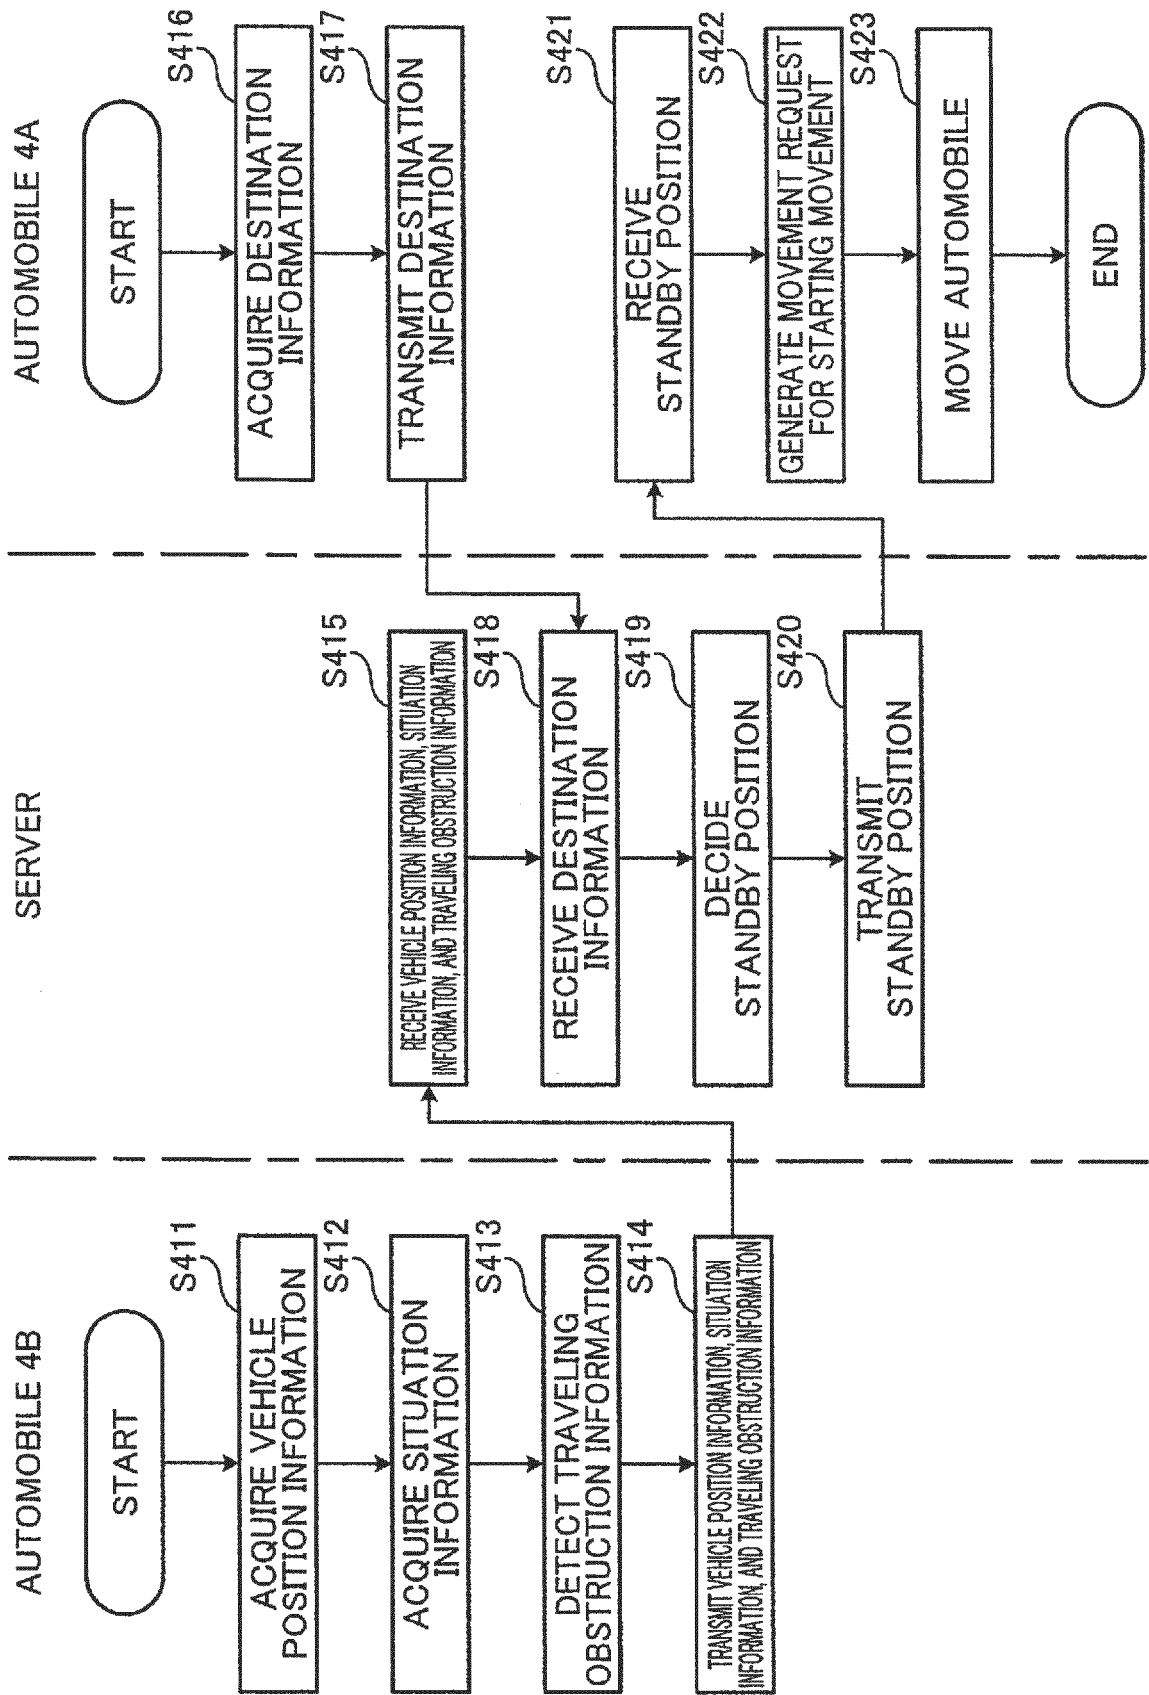 AUTOMOBILE 4B
START
S411
ACQUIRE VEHICLE
POSITION INFORMATION
S412
ACQUIRE SITUATION
INFORMATION
S413
DETECT TRAVELING
OBSTRUCTION INFORMATION
S414
TRANSMIT VEHICLE POSITION INFORMATION, SITUATION
INFORMATION, AND TRAVELING OBSTRUCTION INFORMATION
SERVER
S415
RECEIVE VEHICLE POSITION INFORMATION, SITUATION
INFORMATION, AND TRAVELING OBSTRUCTION INFORMATION
S418
RECEIVE DESTINATION
INFORMATION
S419
DECIDE
STANDBY POSITION
S420
TRANSMIT
STANDBY POSITION
AUTOMOBILE 4A
START
S416
ACQUIRE DESTINATION
INFORMATION
S417
TRANSMIT DESTINATION
INFORMATION
S421
RECEIVE
STANDBY POSITION
S422
GENERATE MOVEMENT REQUEST
FOR STARTING MOVEMENT
S423
MOVE AUTOMOBILE
END